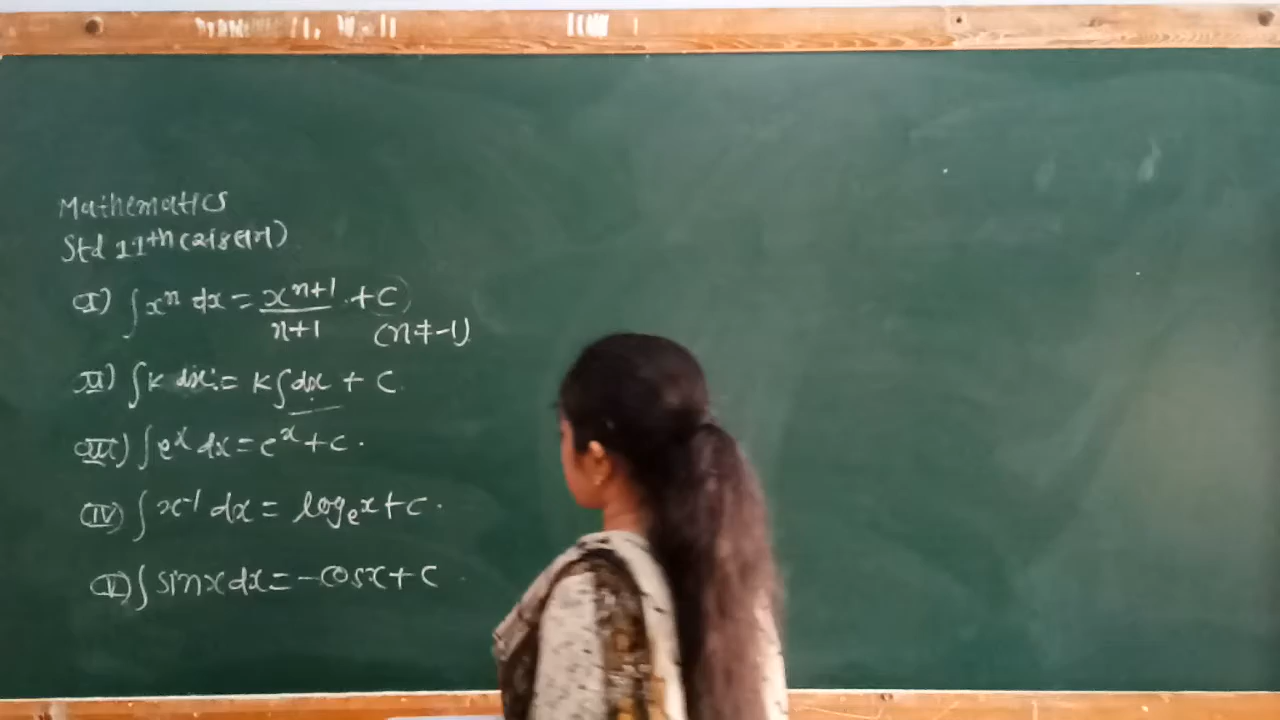 Mathematics
Std 11th
(I) ∫xⁿ dx = xⁿ⁺¹/n+1 + C
(n ≠ -1)
(II) ∫K dx = K∫dx + C
(III) ∫eˣ dx = eˣ + c.
(IV) ∫x⁻¹ dx = logₑx + c.
(V) ∫sinx dx = -cosx + c